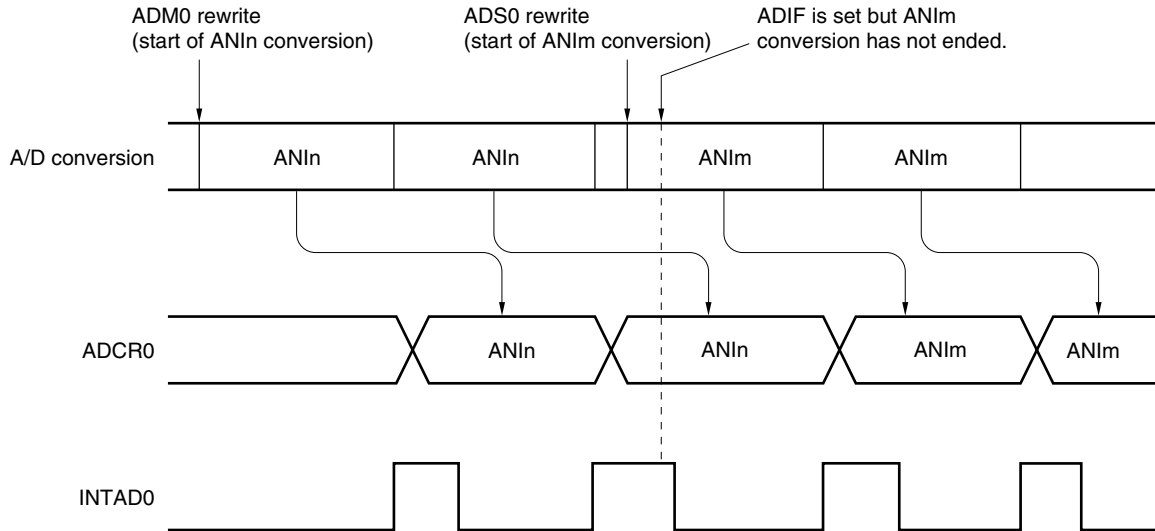 ADM0 rewrite
(start of ANIn conversion)
ADS0 rewrite
(start of ANIm conversion)
ADIF is set but ANIm
conversion has not ended.
A/D conversion
ANIn
ANIn
ANIm
ANIm
ADCR0
ANIn
ANIn
ANIm
ANIm
INTAD0